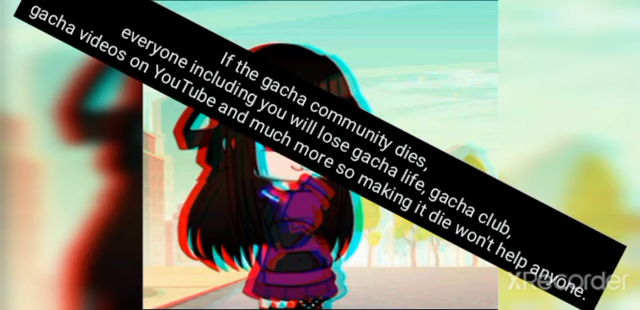 If the gacha community dies,
everyone including you will lose gacha life, gacha club,
gacha videos on YouTube and much more so making it die won't help anyone.
XRecorder